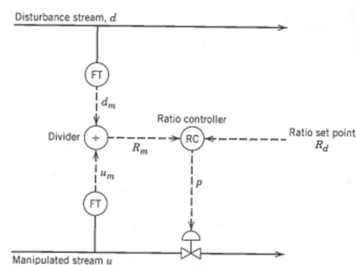 Disturbance stream, d
FT
d_m
Ratio controller
Divider
÷
R_m
RC
Ratio set point
R_d
u_m
p
FT
Manipulated stream u